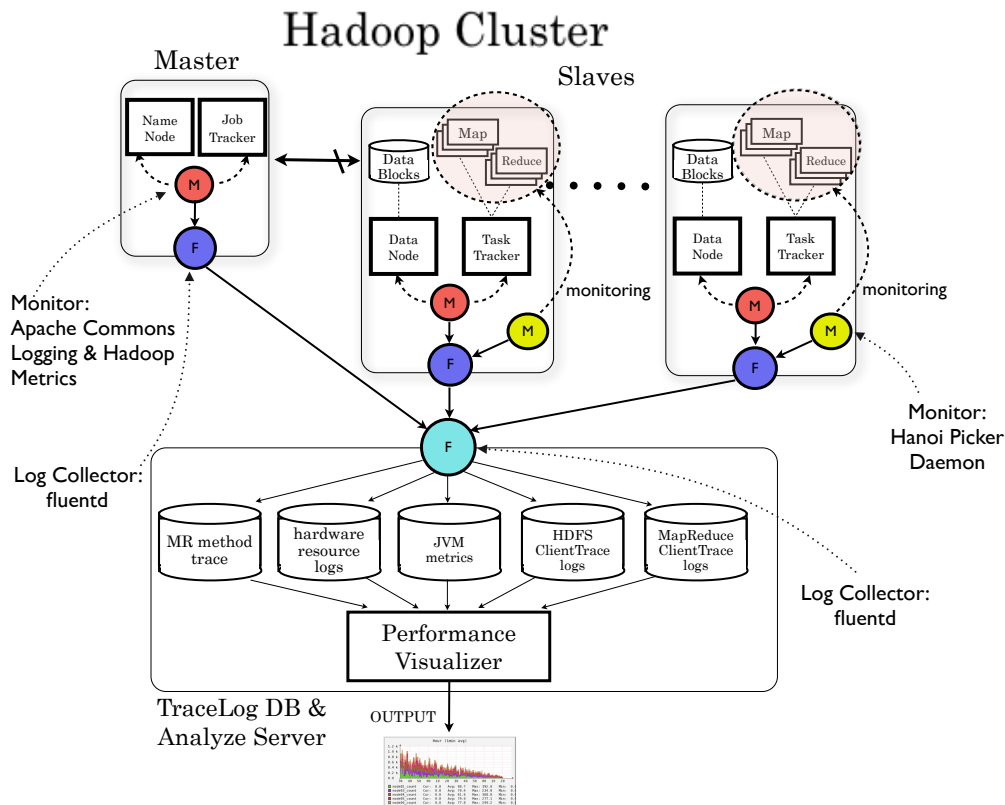 Hadoop Cluster
Master
Slaves
Name
Node
Job
Tracker
M
F
Data
Blocks
Map
Reduce
Data
Node
Task
Tracker
M
M
F
monitoring
Data
Blocks
Map
Reduce
Data
Node
Task
Tracker
M
M
F
monitoring
Monitor:
Apache Commons
Logging & Hadoop
Metrics
Log Collector:
fluentd
Monitor:
Hanoi Picker
Daemon
F
MR method
trace
hardware
resource
logs
JVM
metrics
HDFS
ClientTrace
logs
MapReduce
ClientTrace
logs
Log Collector:
fluentd
Performance
Visualizer
TraceLog DB &
Analyze Server
OUTPUT